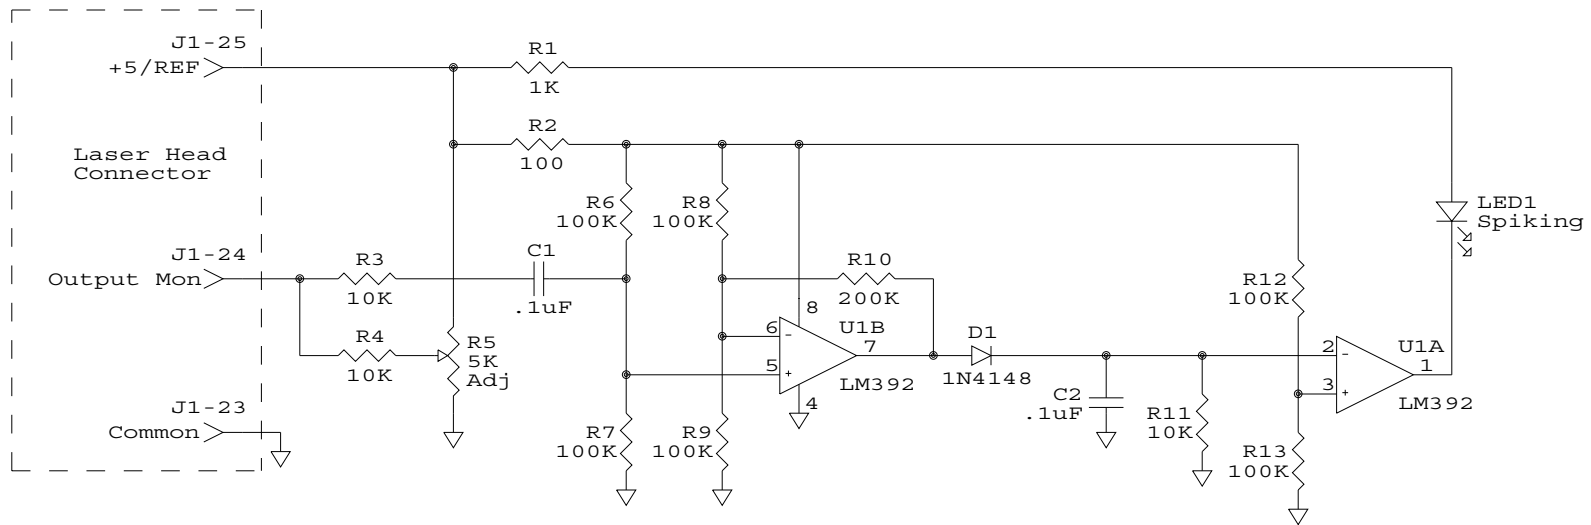 J1-25
+5/REF
R1
1K
R2
100
Laser Head
Connector
R6
100K
R8
100K
LED1
Spiking
J1-24
Output Mon
R3
10K
C1
.1uF
R10
200K
R12
100K
8
R4
10K
R5
5K
Adj
6
-
5
+
U1B
7
LM392
4
D1
1N4148
2
-
3
+
U1A
1
LM392
C2
.1uF
R11
10K
J1-23
Common
R7
100K
R9
100K
R13
100K